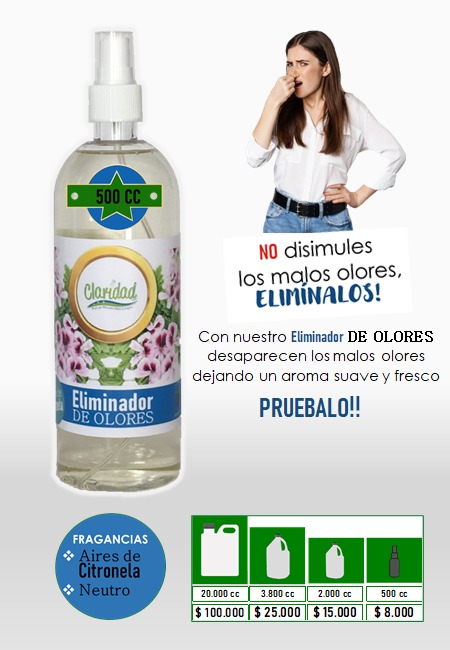 500 CC
Claridad
Eliminador
DE OLORES
NO disimules
los malos olores,
ELIMÍNALOS!
Con nuestro Eliminador DE OLORES
desaparecen los malos olores
dejando un aroma suave y fresco
PRUEBALO!!
FRAGANCIAS
❖ Aires de
Citronela
❖ Neutro
20.000 cc 3.800 cc 2.000 cc 500 cc
$ 100.000 $ 25.000 $ 15.000 $ 8.000